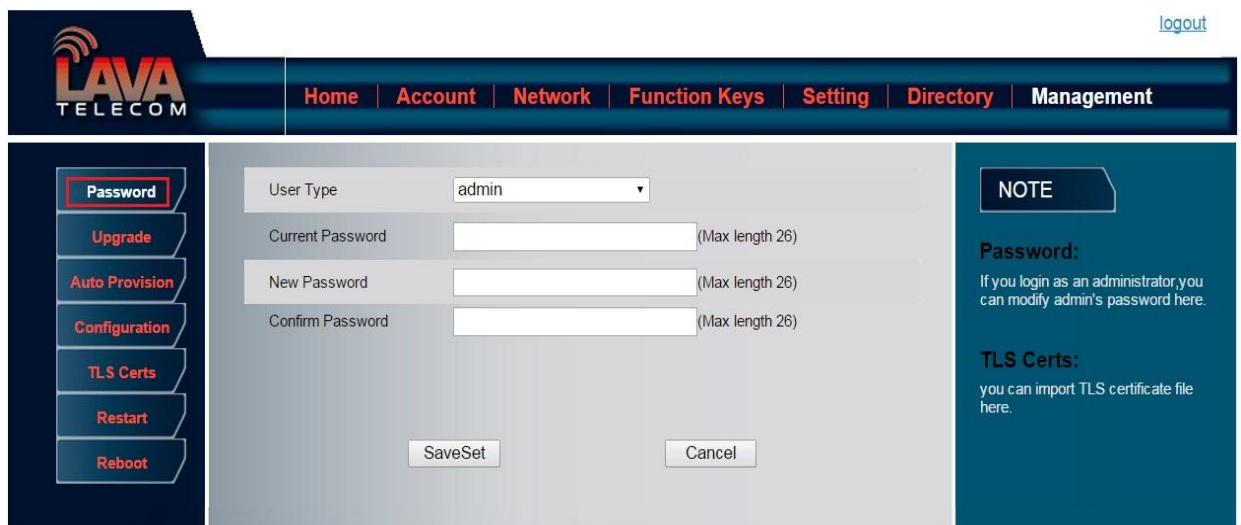 logout
LAVA
TELECOM
Home | Account | Network | Function Keys | Setting | Directory | Management
Password
Upgrade
Auto Provision
Configuration
TLS Certs
Restart
Reboot
User Type admin
Current Password (Max length 26)
New Password (Max length 26)
Confirm Password (Max length 26)
SaveSet Cancel
NOTE
Password:
If you login as an administrator,you
can modify admin's password here.
TLS Certs:
you can import TLS certificate file
here.